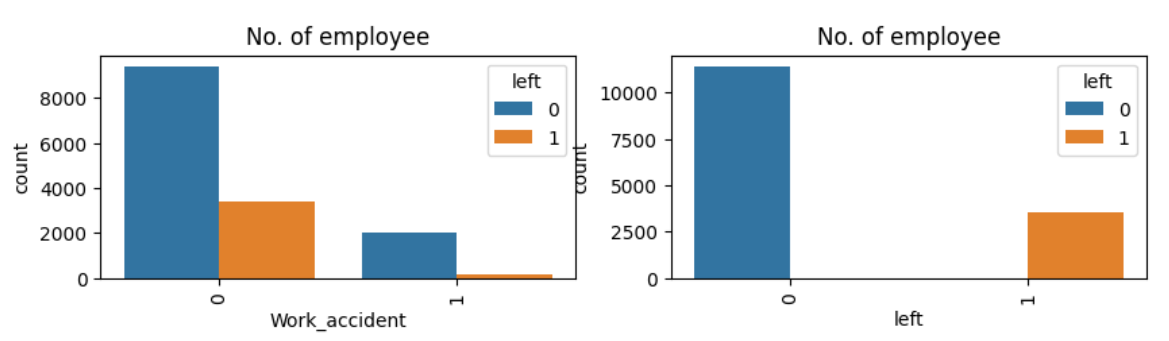 No. of employee
left
0
1
count
8000
6000
4000
2000
0
0
1
Work_accident
No. of employee
left
0
1
count
10000
7500
5000
2500
0
0
1
left